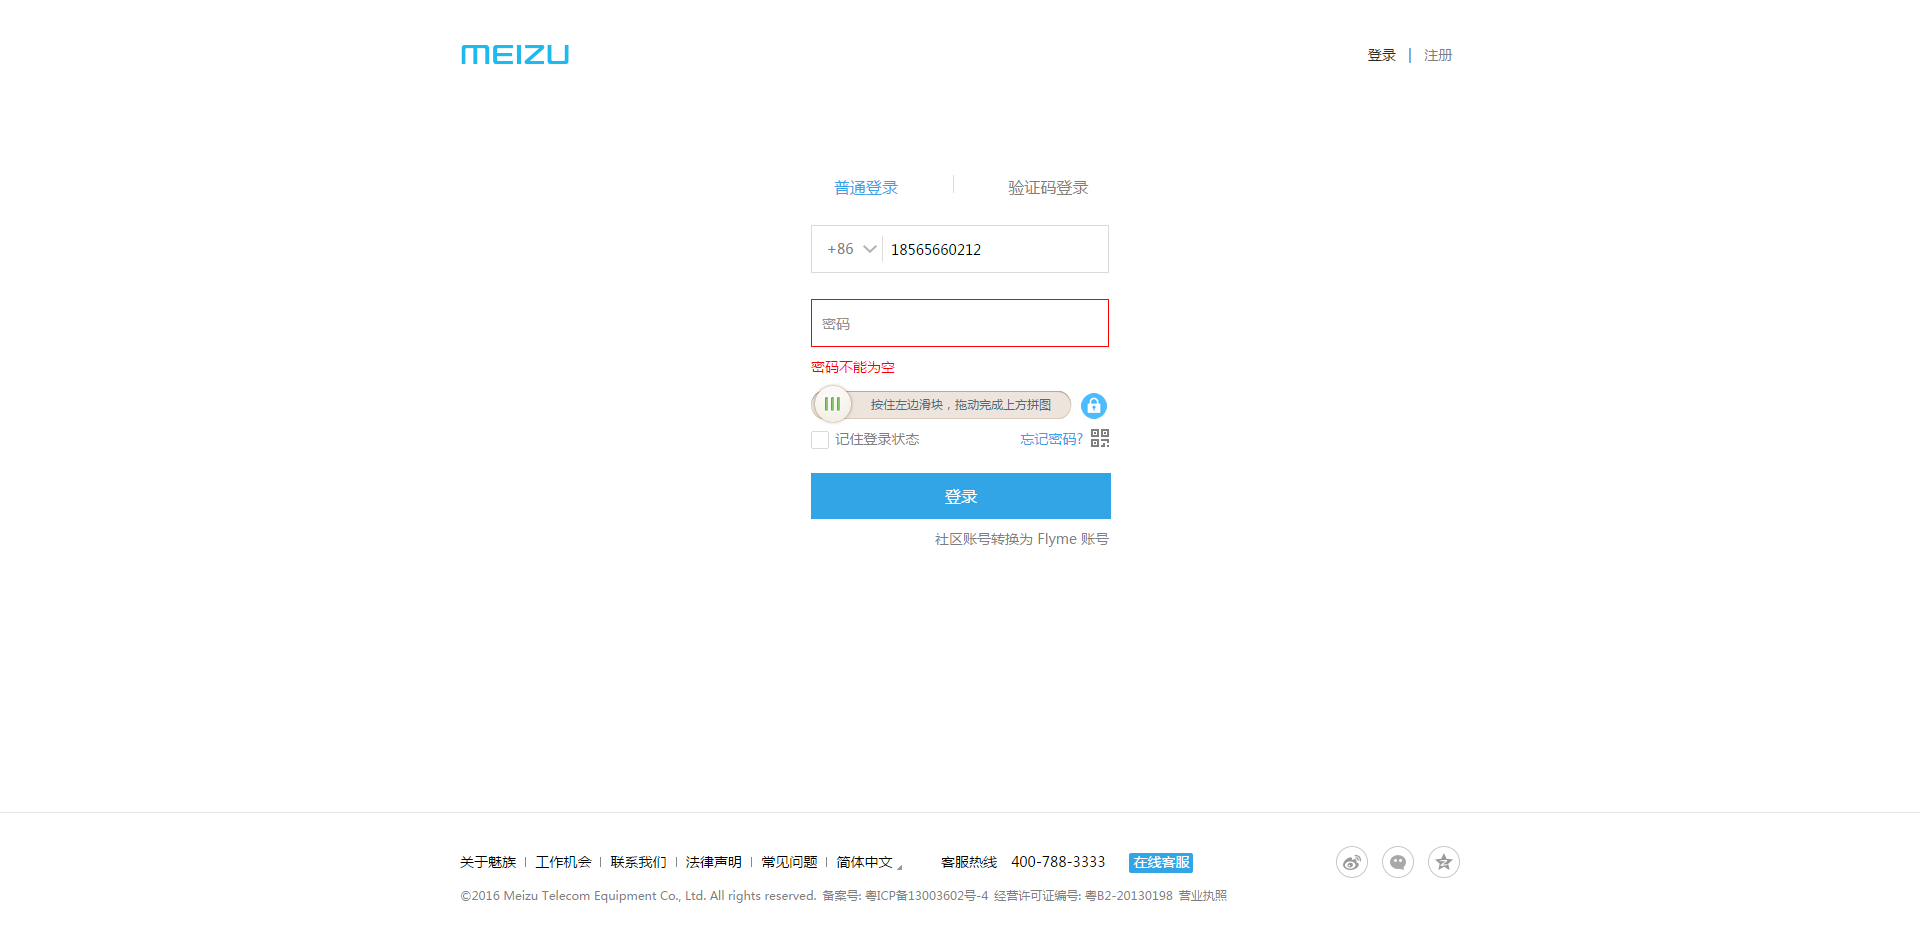 MEIZU
登录 | 注册
普通登录 验证码登录
+86 18565660212
密码
密码不能为空
按住左边滑块，拖动完成上方拼图
记住登录状态 忘记密码?
登录
社区账号转换为 Flyme 账号
关于魅族 | 工作机会 | 联系我们 | 法律声明 | 常见问题 | 简体中文 客服热线 400-788-3333 在线客服
©2016 Meizu Telecom Equipment Co., Ltd. All rights reserved. 备案号: 粤ICP备13003602号-4 经营许可证编号: 粤B2-20130198 营业执照